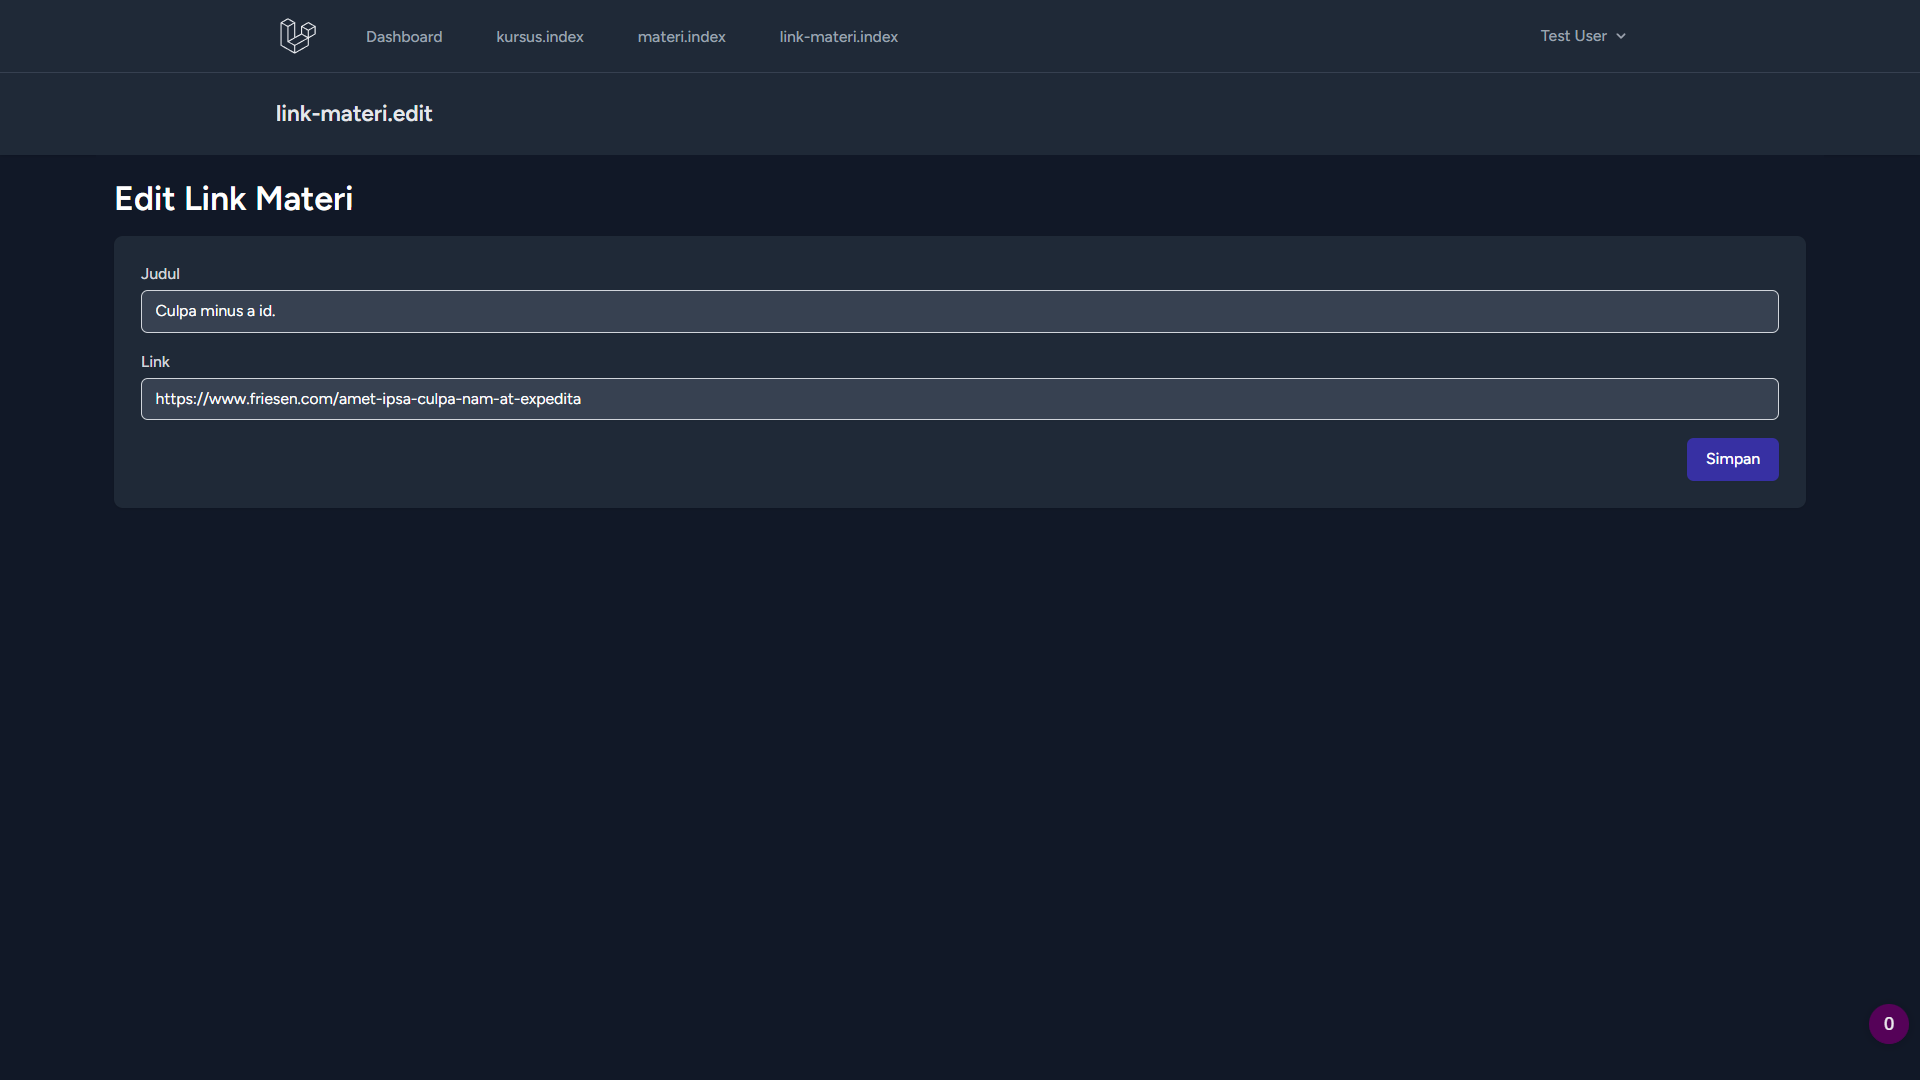 Dashboard kursus.index materi.index link-materi.index Test User
link-materi.edit
Edit Link Materi
Judul
Culpa minus a id.
Link
https://www.friesen.com/amet-ipsa-culpa-nam-at-expedita
Simpan
0